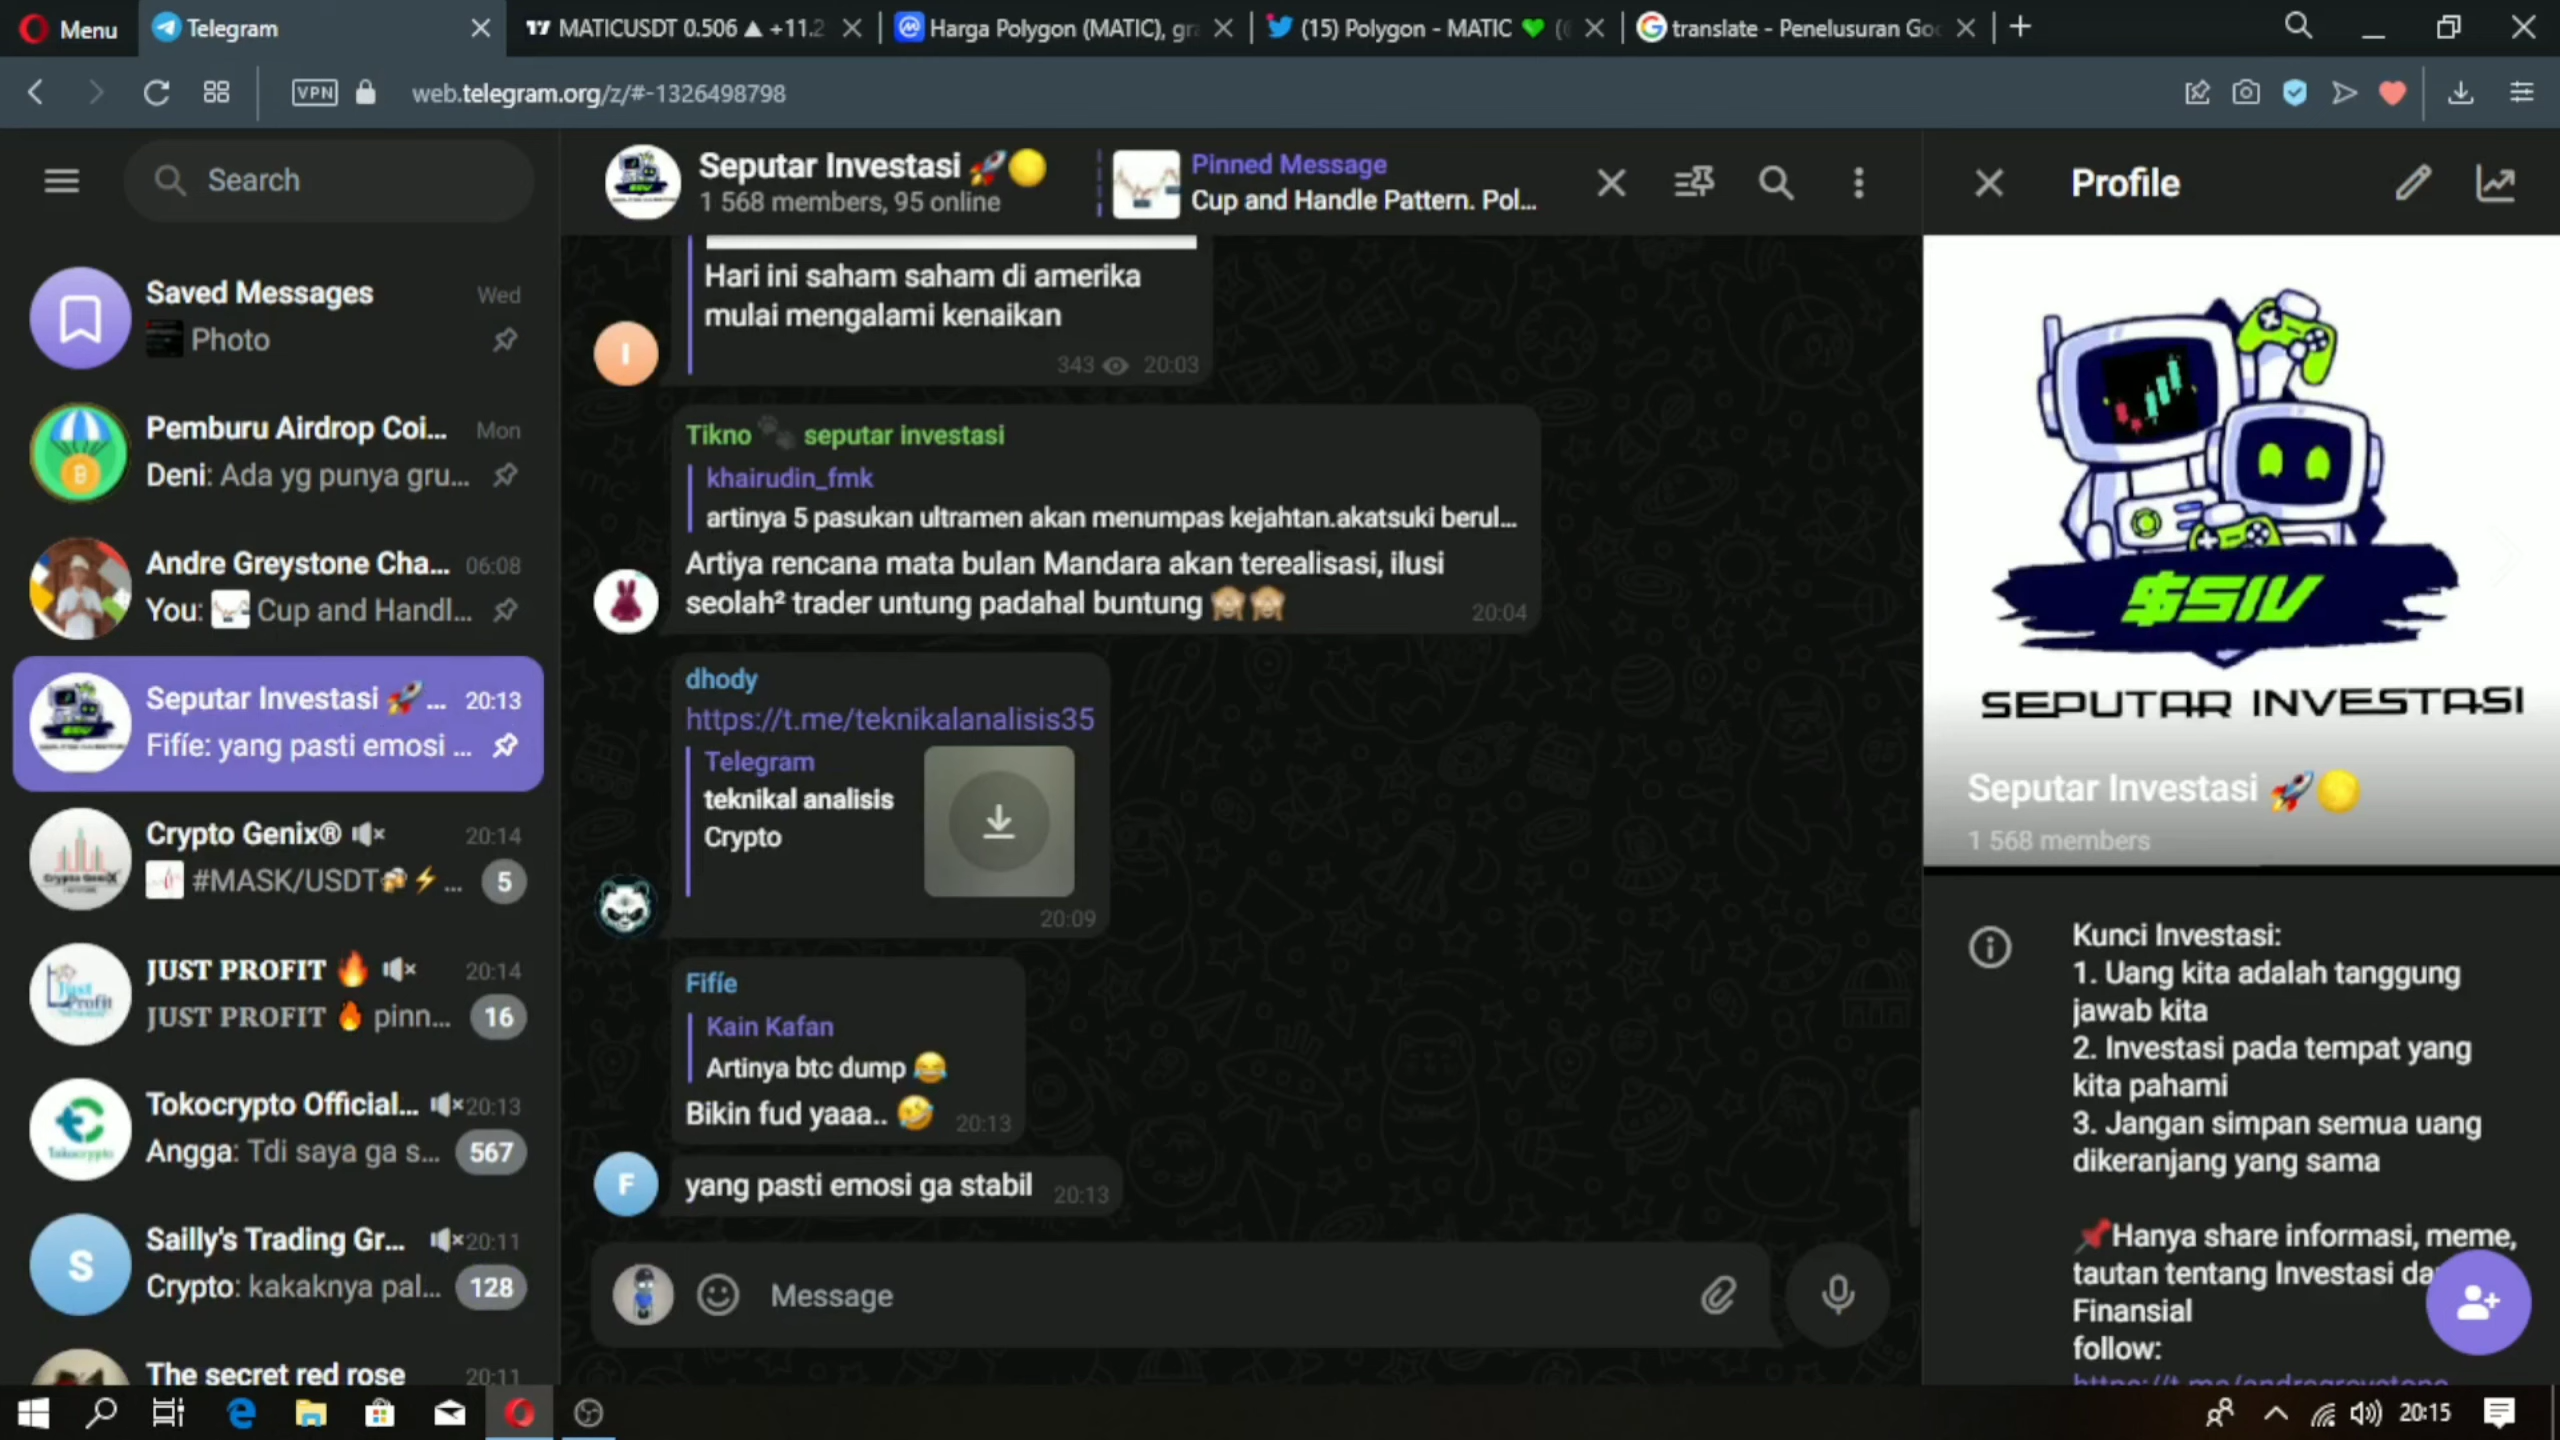 Menu
Telegram
MATICUSDT 0.506 ▲ +11.2
Harga Polygon (MATIC), gr
(15) Polygon - MATIC 💚 (
translate - Penelusuran Goo
VPN
web.telegram.org/z/#-1326498798
Search
Saved Messages
Wed
Photo
Pemburu Airdrop Coi...
Mon
Deni: Ada yg punya gru...
Andre Greystone Cha...
06:08
You: Cup and Handl...
Seputar Investasi 🚀...
20:13
Fifíe: yang pasti emosi ...
Crypto Genix®
20:14
#MASK/USDT🍻⚡...
5
JUST PROFIT 🔥
20:14
JUST PROFIT 🔥 pinn...
16
Tokocrypto Official...
20:13
Angga: Tdi saya ga s...
567
Sailly's Trading Gr...
20:11
Crypto: kakaknya pal...
128
The secret red rose
20:11
Seputar Investasi 🚀🌕
1 568 members, 95 online
Pinned Message
Cup and Handle Pattern. Pol...
Hari ini saham saham di amerika
mulai mengalami kenaikan
343 20:03
I
Tikno 🐾 seputar investasi
khairudin_fmk
artinya 5 pasukan ultramen akan menumpas kejahtan.akatsuki berul...
Artiya rencana mata bulan Mandara akan terealisasi, ilusi
seolah² trader untung padahal buntung 🙈🙈
20:04
dhody
https://t.me/teknikalanalisis35
Telegram
teknikal analisis
Crypto
20:09
Fifíe
Kain Kafan
Artinya btc dump 😂
Bikin fud yaaa.. 🤣
20:13
F
yang pasti emosi ga stabil
20:13
Message
Profile
$SIV
SEPUTAR INVESTASI
Seputar Investasi 🚀🌕
1 568 members
Kunci Investasi:
1. Uang kita adalah tanggung
jawab kita
2. Investasi pada tempat yang
kita pahami
3. Jangan simpan semua uang
dikeranjang yang sama
📌Hanya share informasi, meme,
tautan tentang Investasi da
Finansial
follow:
https://t.me/andregreystone
20:15